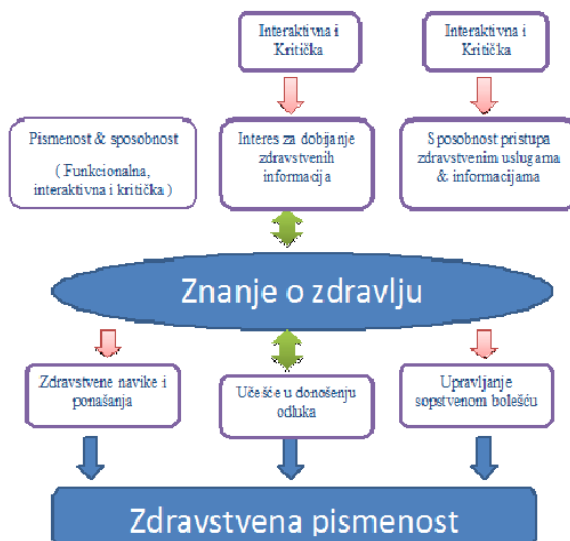 Interaktivna i
Kritička
Interaktivna i
Kritička
Pismenost & sposobnost
( Funkcionalna,
interaktivna i kritička )
Interes za dobijanje
zdravstvenih
informacija
Sposobnost pristupa
zdravstvenim uslugama
& informacijama
Znanje o zdravlju
Zdravstvene navike i
ponašanja
Učešće u donošenju
odluka
Upravljanje
sopstvenom bolešću
Zdravstvena pismenost